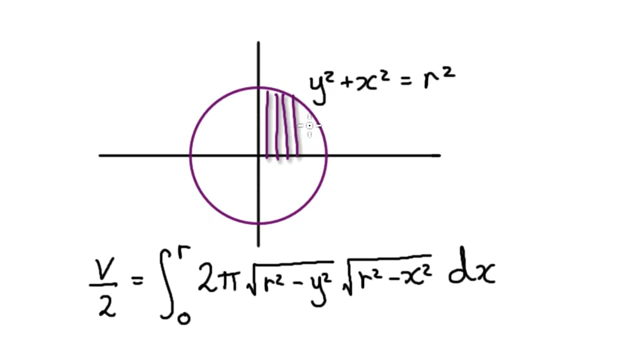 y² + x² = r²
V/2 = ∫₀ʳ 2π √(r² - y²) √(r² - x²) dx